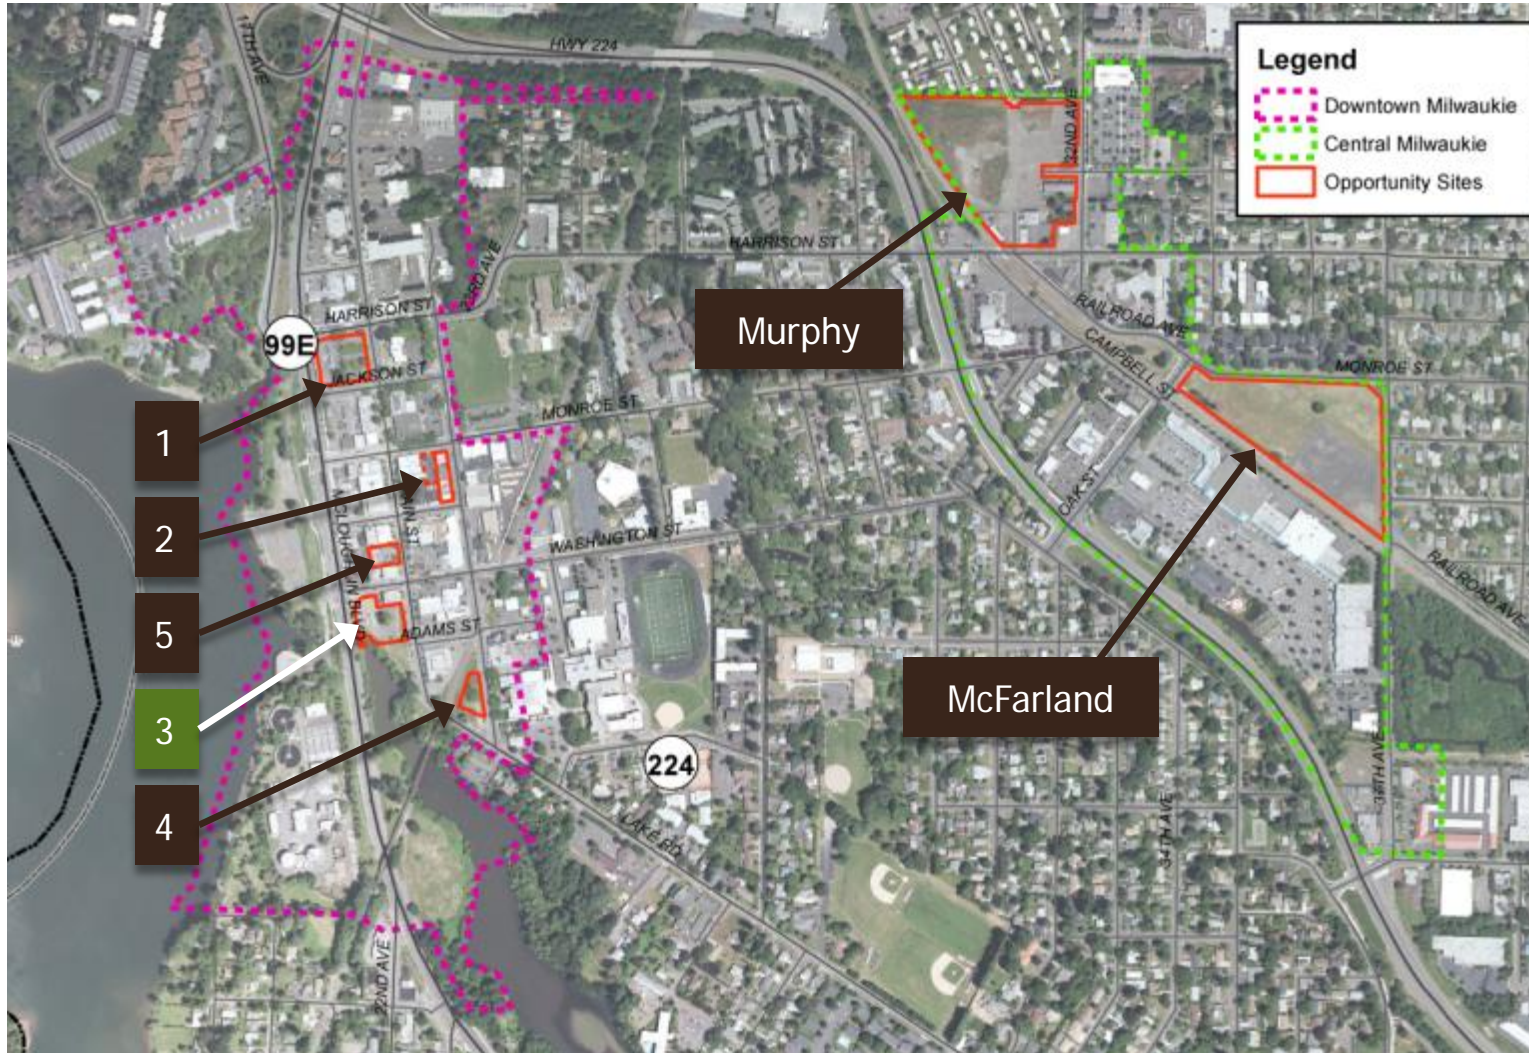 17TH AVE
HWY 224
Legend
Downtown Milwaukie
Central Milwaukie
Opportunity Sites
32ND AVE
HARRISON ST
23RD AVE
HARRISON ST
99E
JACKSON ST
Murphy
RAILROAD AVE
CAMPBELL ST
MONROE ST
MONROE ST
1
2
MAIN ST
MCLOUGHLIN BLVD
OAK ST
WASHINGTON ST
5
ADAMS ST
RAILROAD AVE
3
McFarland
4
224
37TH AVE
LAKE RD
34TH AVE
22ND AVE